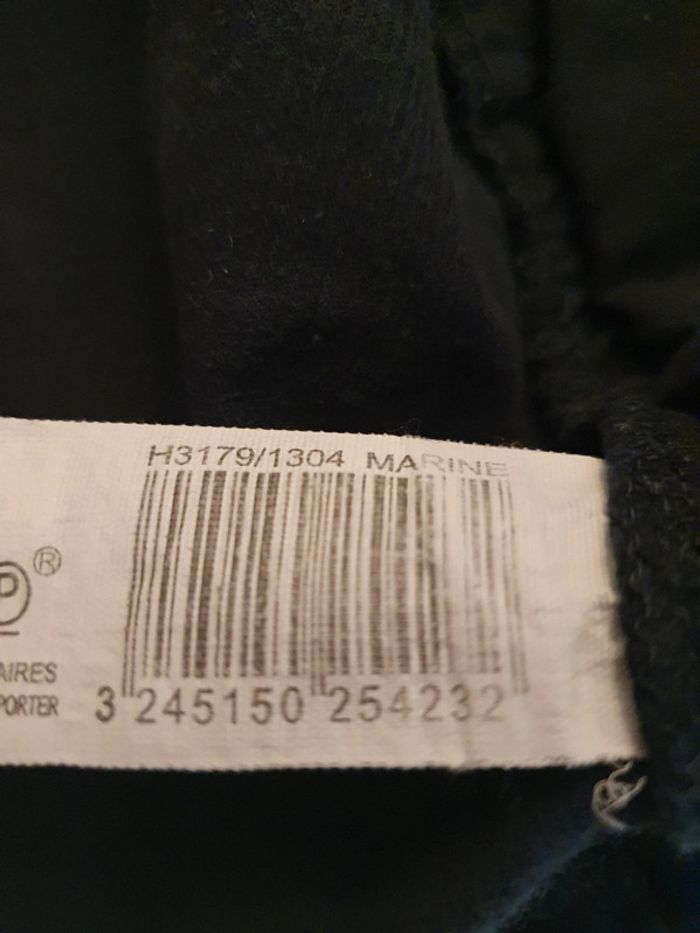 H3179/1304 MARINE
P®
AIRES
PORTER
3 245150 254232